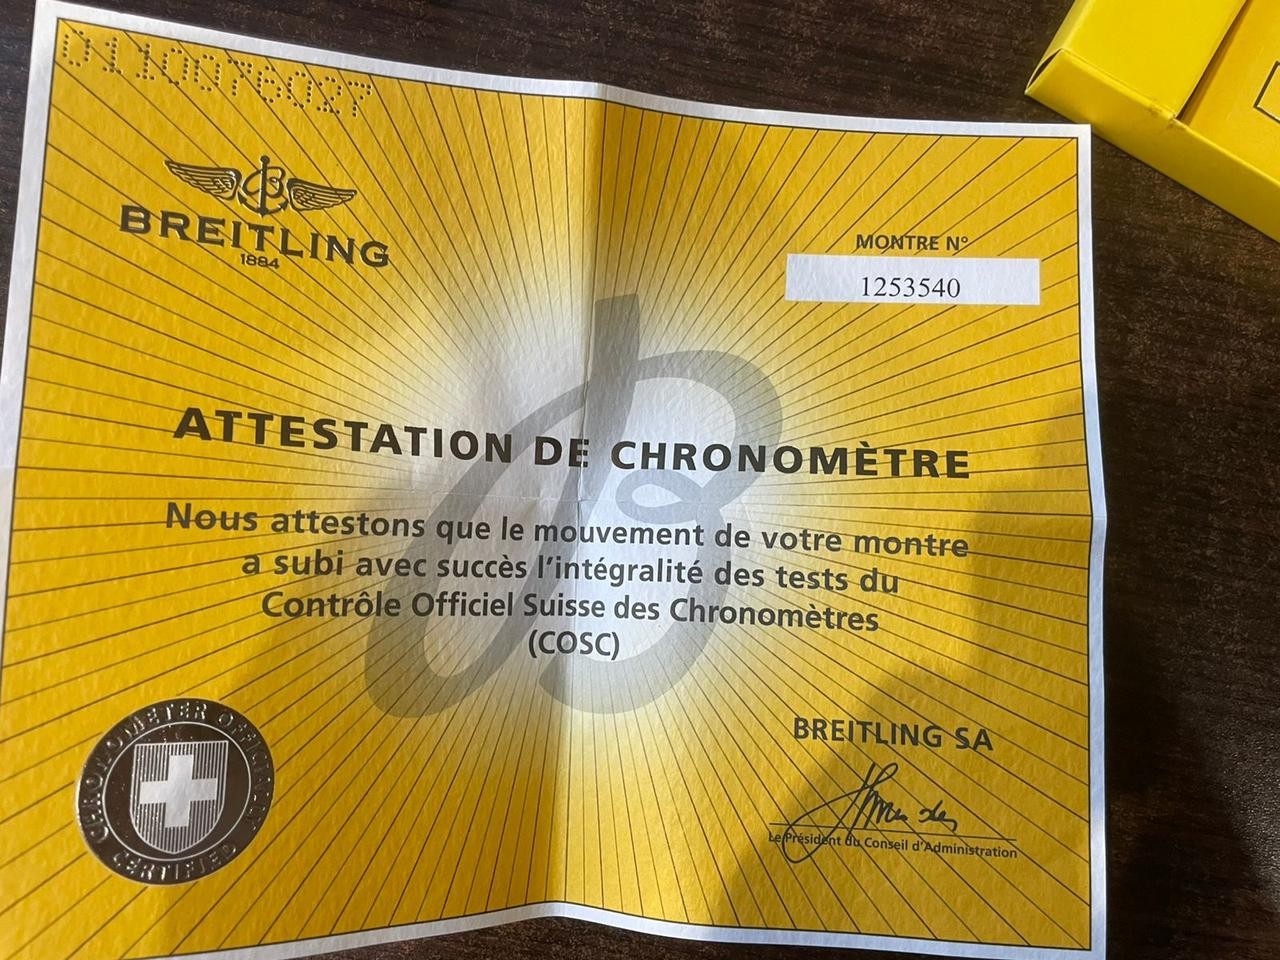 0110076027
BREITLING
1884
MONTRE N°
1253540
ATTESTATION DE CHRONOMÈTRE
Nous attestons que le mouvement de votre montre
a subi avec succès l'intégralité des tests du
Contrôle Officiel Suisse des Chronomètres
(COSC)
CHRONOMETER OFFICIALLY
CERTIFIED
BREITLING SA
Le Président du Conseil d'Administration